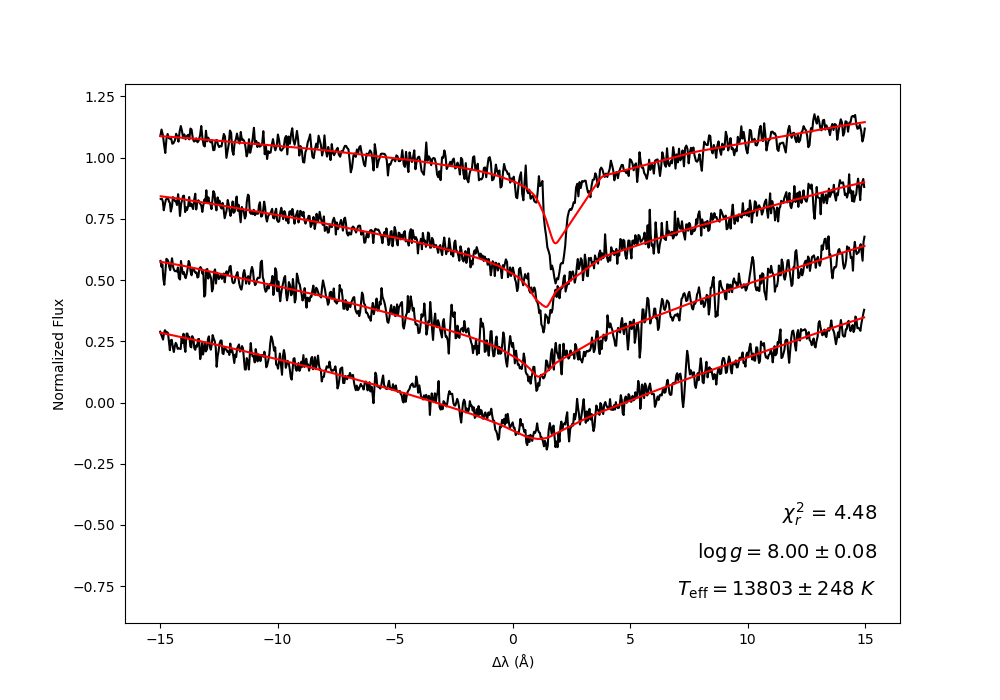 1.25
1.00
0.75
0.50
0.25
0.00
−0.25
−0.50
−0.75
Normalized Flux
χ²ᵣ = 4.48
log g = 8.00 ± 0.08
T_eff = 13803 ± 248 K
−15 −10 −5 0 5 10 15
Δλ (Å)